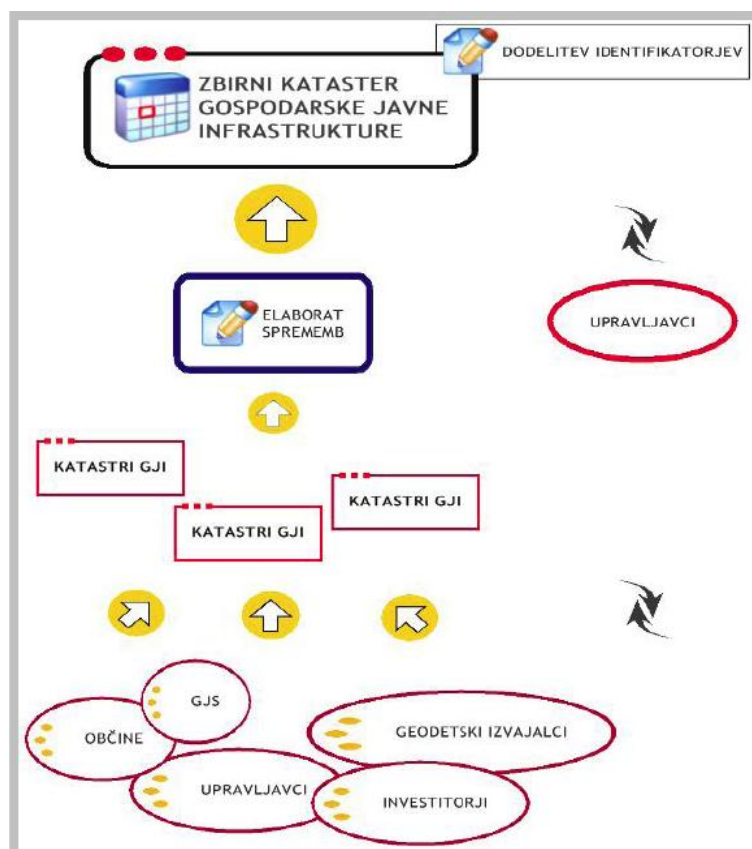 DODELITEV IDENTIFIKATORJEV
ZBIRNI KATASTER
GOSPODARSKE JAVNE
INFRASTRUKTURE
ELABORAT
SPREMEMB
UPRAVLJAVCI
KATASTRI GJI
KATASTRI GJI
KATASTRI GJI
GJS
OBČINE
GEODETSKI IZVAJALCI
UPRAVLJAVCI
INVESTITORJI